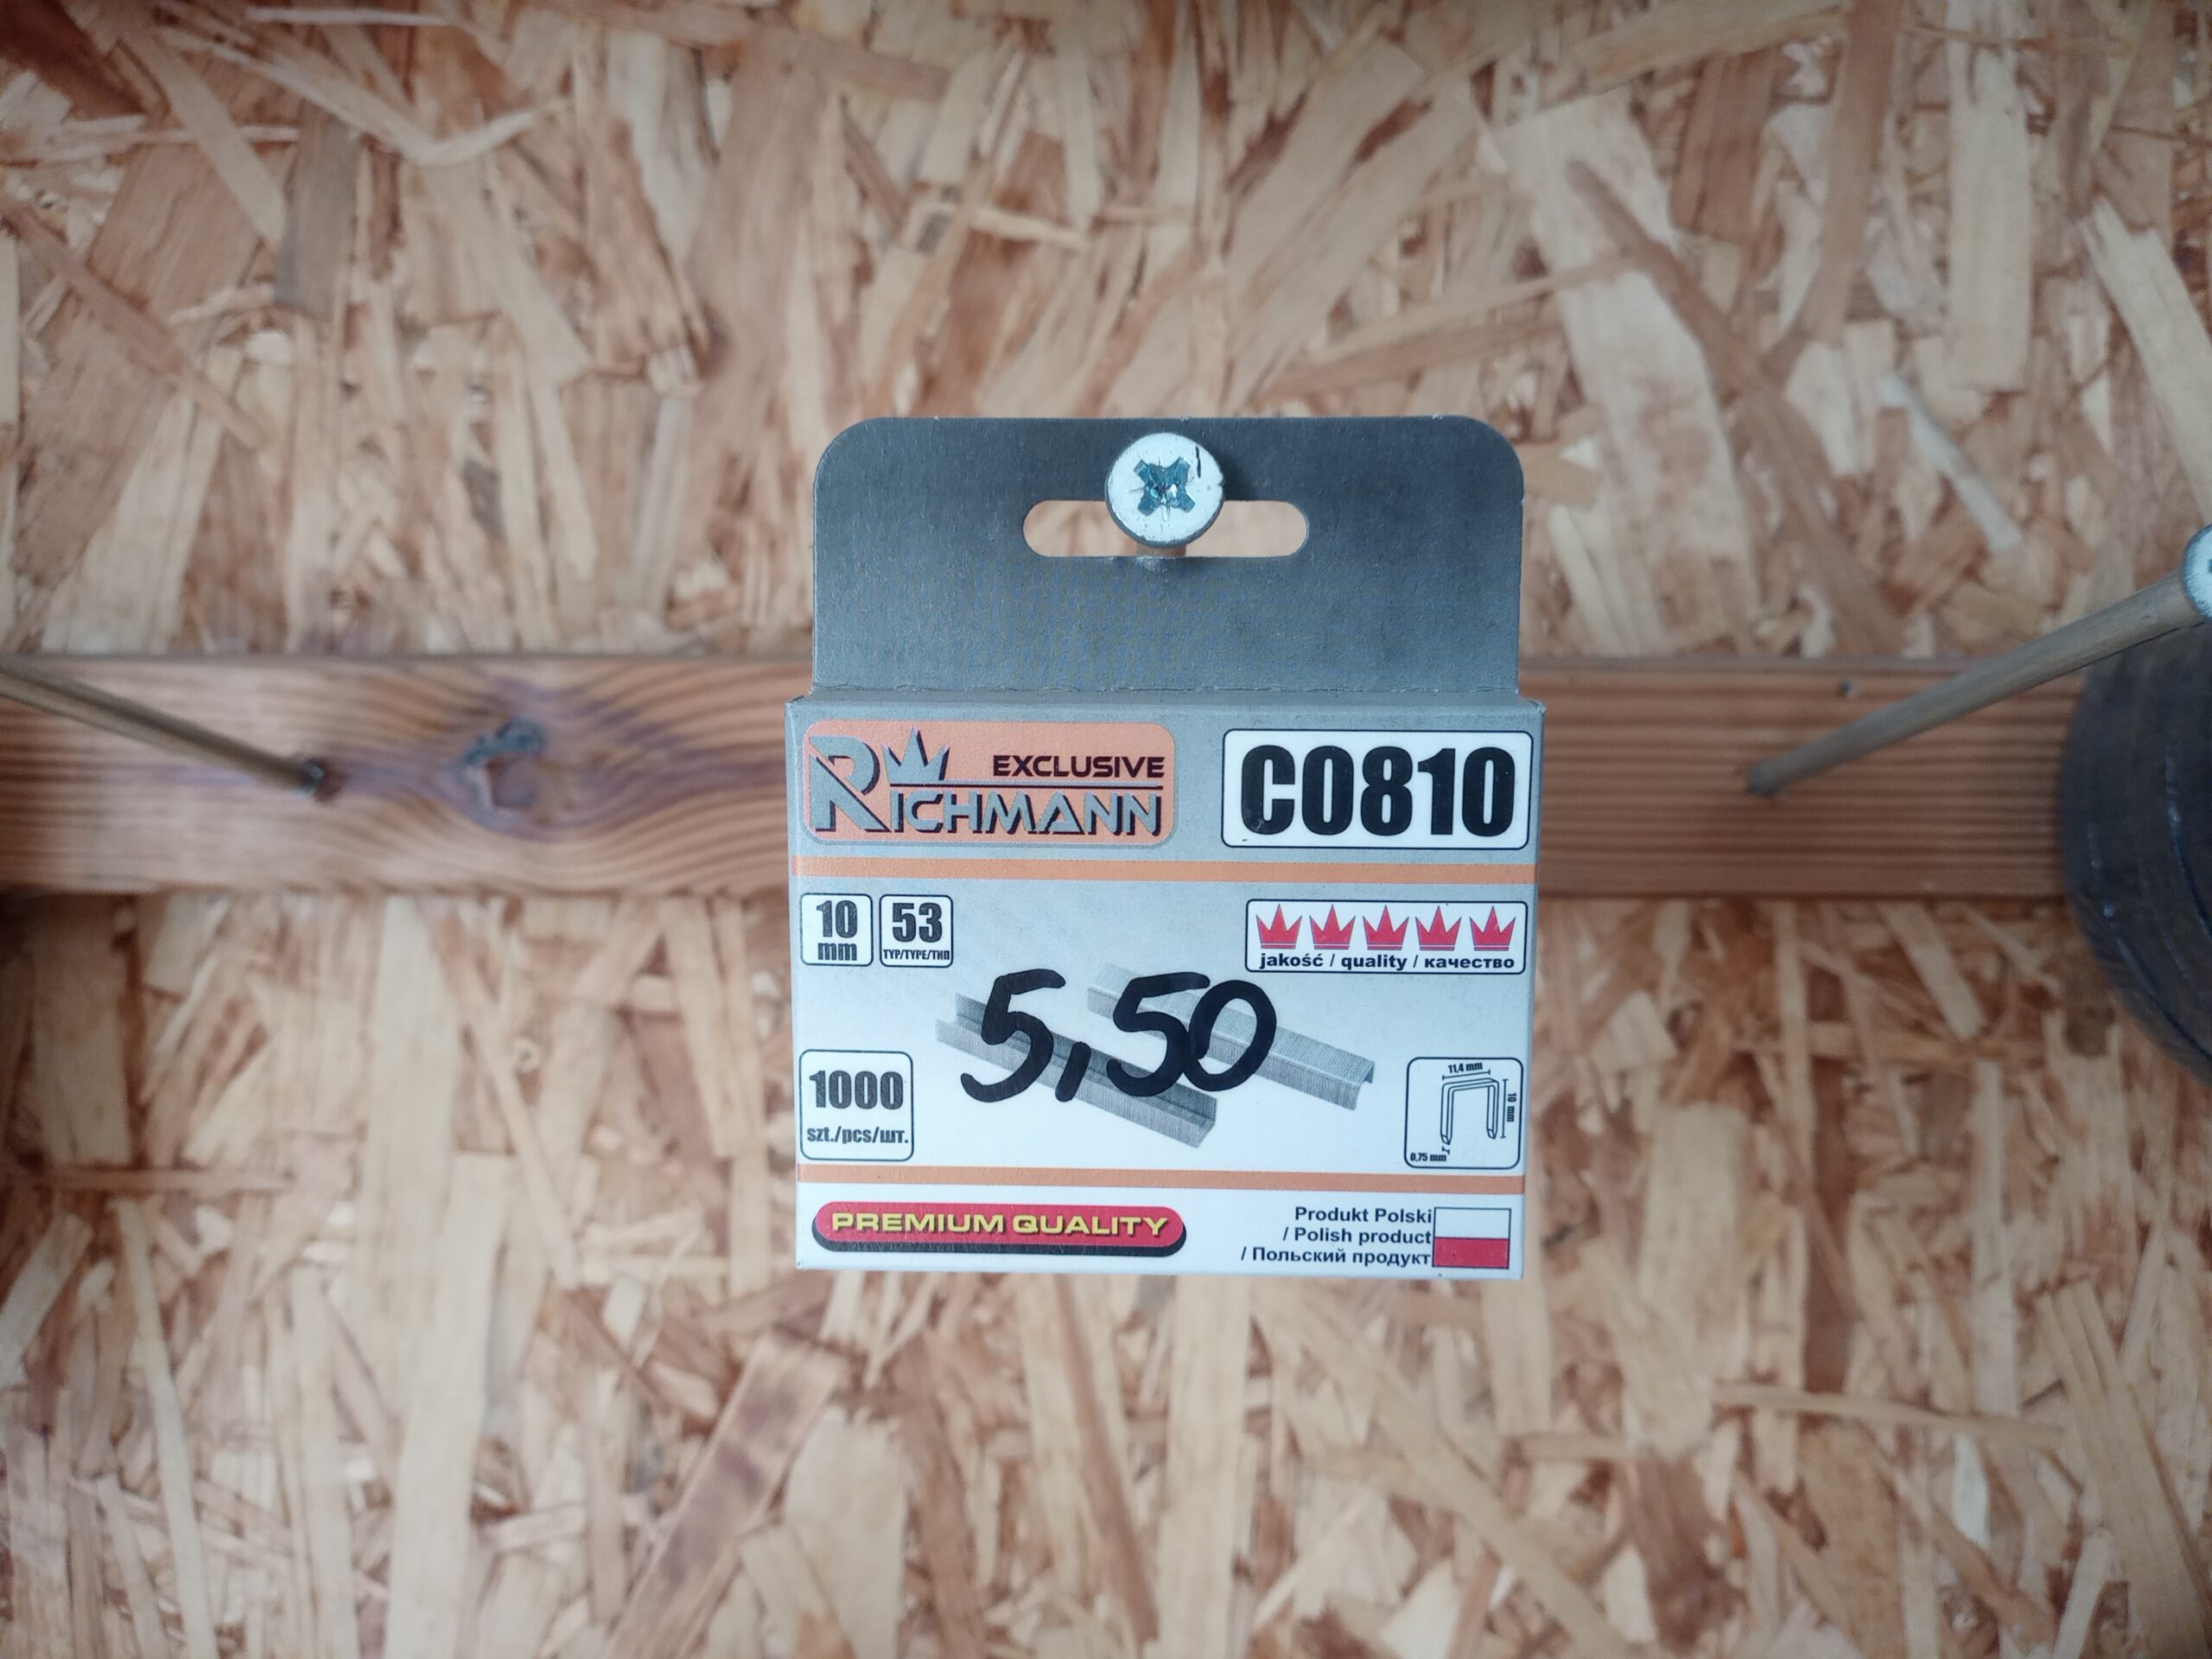 EXCLUSIVE
RICHMANN
C0810
10
mm
53
TYP/TYPE/ТИП
jakość / quality / качество
5,50
1000
szt./pcs/шт.
11,4 mm
10 mm
0,75 mm
PREMIUM QUALITY
Produkt Polski
/ Polish product
/ Польский продукт